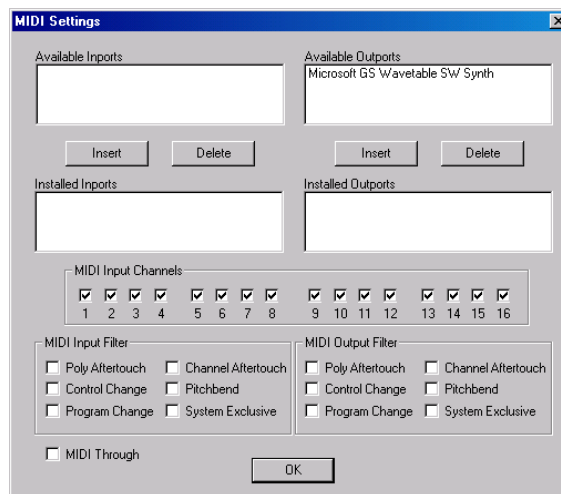 MIDI Settings
Available Inports
Available Outports
Microsoft GS Wavetable SW Synth
Insert Delete Insert Delete
Installed Inports
Installed Outports
MIDI Input Channels
1 2 3 4 5 6 7 8 9 10 11 12 13 14 15 16
MIDI Input Filter
Poly Aftertouch Channel Aftertouch
Control Change Pitchbend
Program Change System Exclusive
MIDI Output Filter
Poly Aftertouch Channel Aftertouch
Control Change Pitchbend
Program Change System Exclusive
MIDI Through
OK